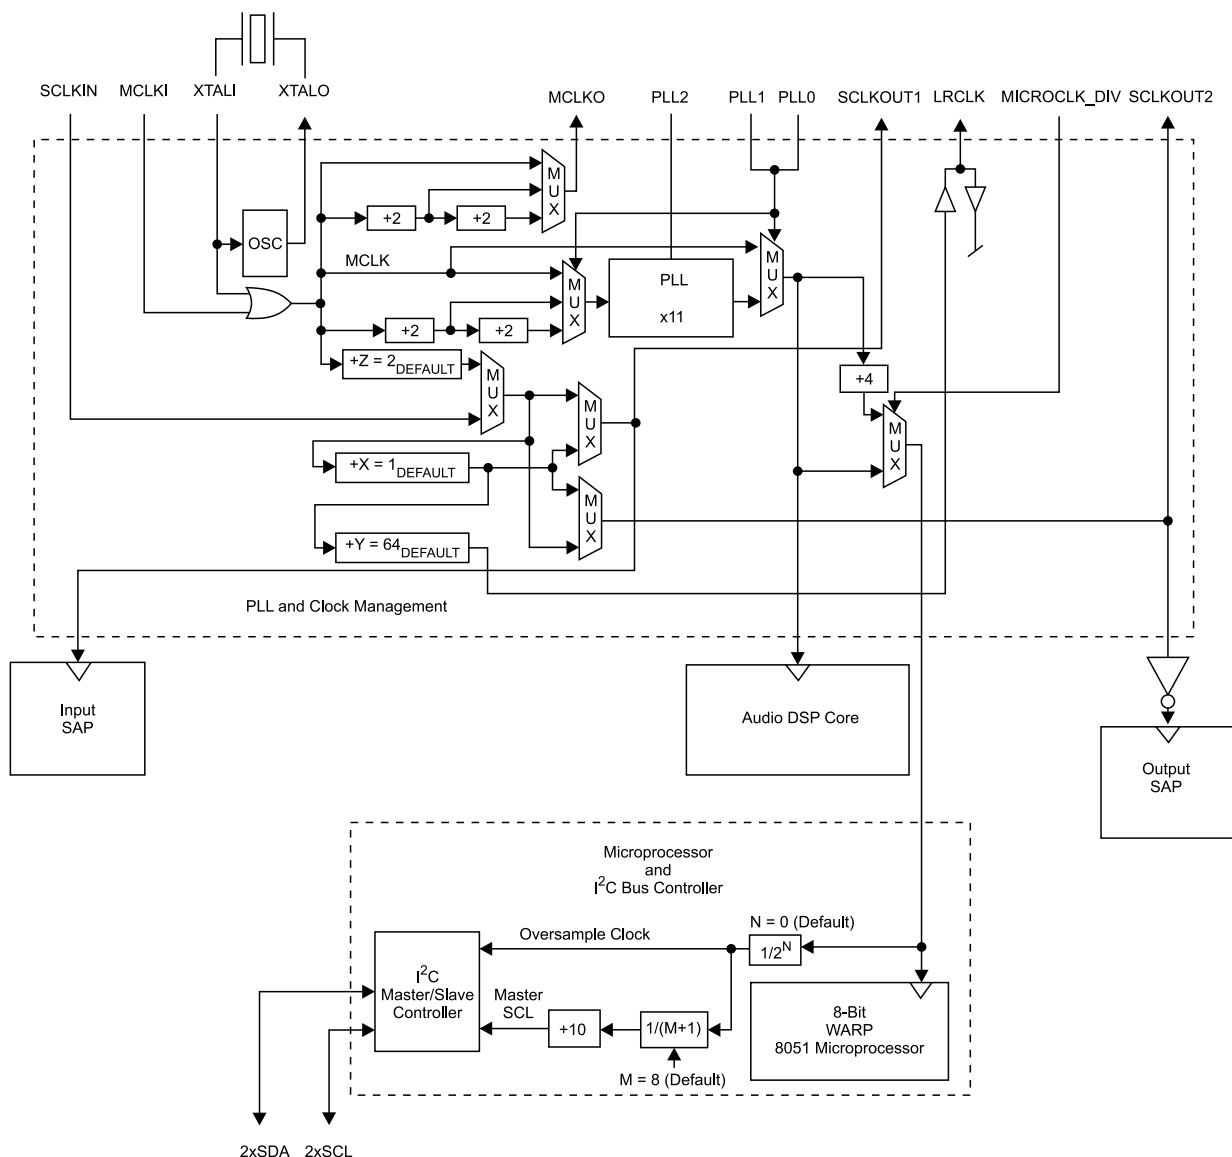 SCLKIN MCLKI XTALI XTALO MCLKO PLL2 PLL1 PLL0 SCLKOUT1 LRCLK MICROCLK_DIV SCLKOUT2
OSC
+2
+2
M
U
X
MCLK
+2
+2
M
U
X
PLL
x11
M
U
X
+Z = 2DEFAULT
M
U
X
+X = 1DEFAULT
M
U
X
+Y = 64DEFAULT
M
U
X
+4
M
U
X
PLL and Clock Management
Input
SAP
Audio DSP Core
Output
SAP
Microprocessor
and
I2C Bus Controller
N = 0 (Default)
Oversample Clock
1/2N
I2C
Master/Slave
Controller
Master
SCL
+10
1/(M+1)
M = 8 (Default)
8-Bit
WARP
8051 Microprocessor
2xSDA 2xSCL